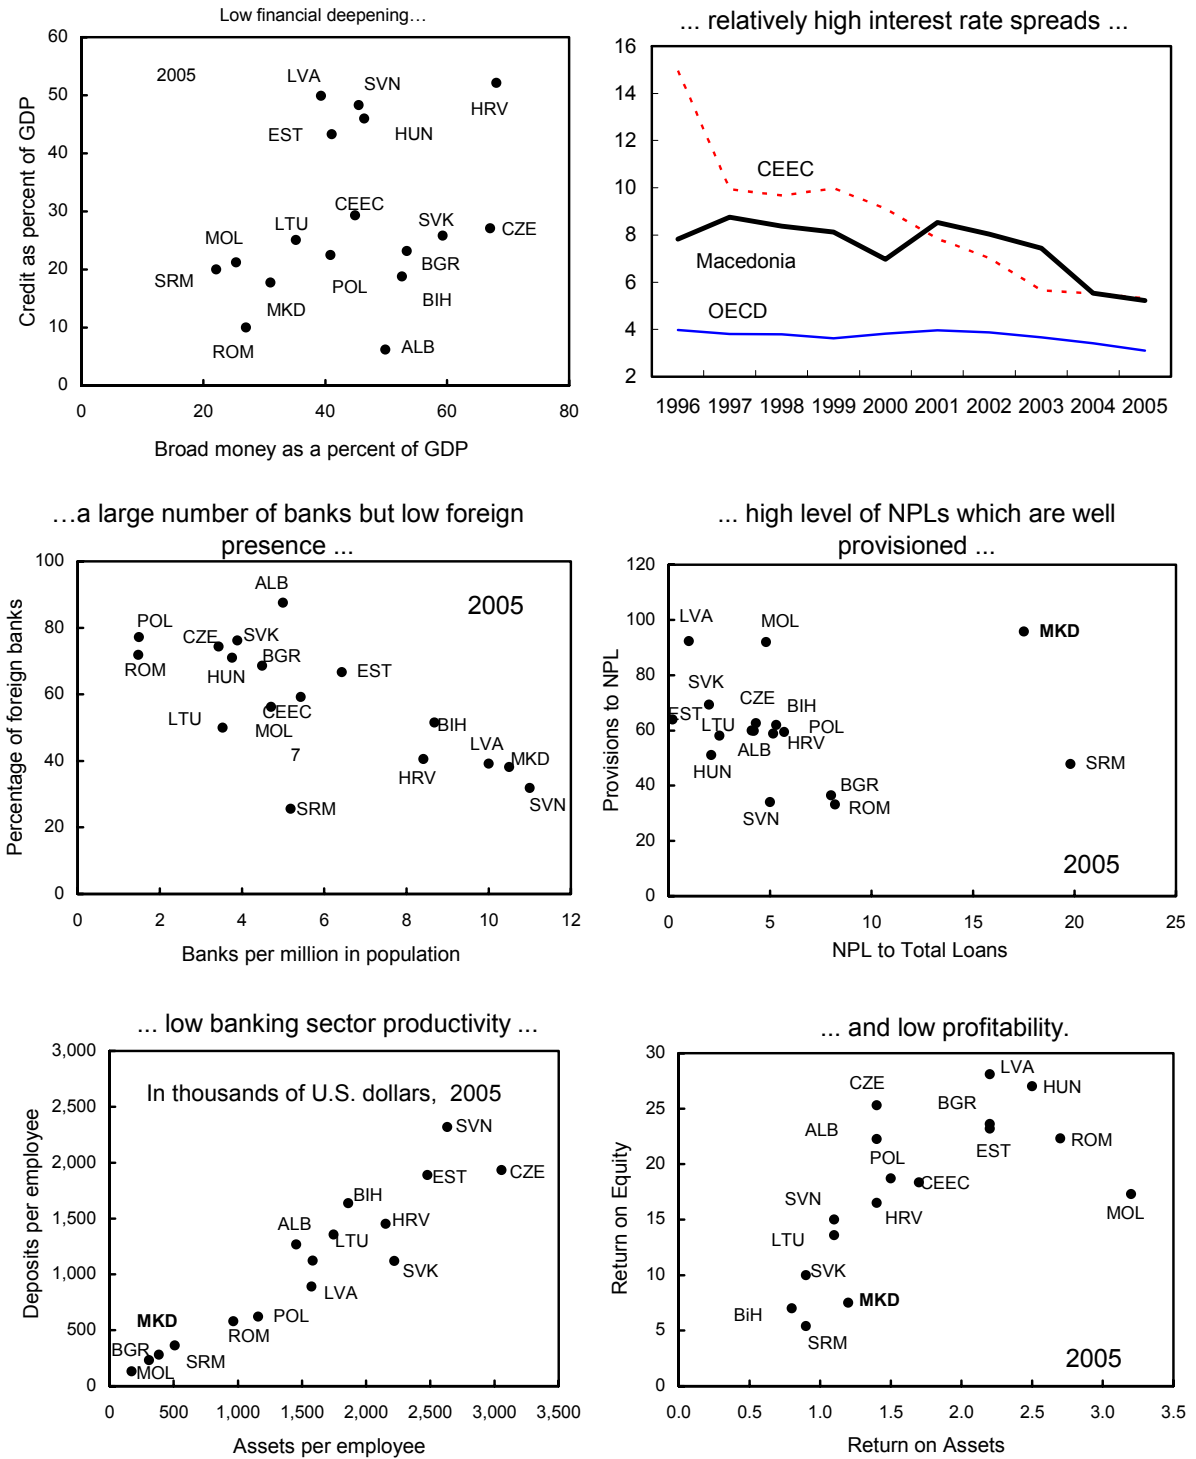 Low financial deepening…
60
50
40
30
20
10
0
Credit as percent of GDP
2005
LVA
SVN
HRV
EST
HUN
CEEC
LTU
SVK
CZE
MOL
SRM
BGR
POL
BIH
MKD
ROM
ALB
0 20 40 60 80
Broad money as a percent of GDP
... relatively high interest rate spreads ...
16
14
12
10
8
6
4
2
CEEC
Macedonia
OECD
1996 1997 1998 1999 2000 2001 2002 2003 2004 2005
…a large number of banks but low foreign
presence ...
100
80
60
40
20
0
Percentage of foreign banks
2005
ALB
POL
CZE
SVK
ROM
HUN
BGR
EST
LTU
CEEC
MOL
7
BIH
LVA
MKD
HRV
SVN
SRM
0 2 4 6 8 10 12
Banks per million in population
... high level of NPLs which are well
provisioned ...
120
100
80
60
40
20
0
Provisions to NPL
LVA
MOL
MKD
SVK
EST
CZE
BIH
LTU
POL
ALB
HRV
HUN
SRM
BGR
SVN
ROM
2005
0 5 10 15 20 25
NPL to Total Loans
... low banking sector productivity ...
3,000
2,500
2,000
1,500
1,000
500
0
Deposits per employee
In thousands of U.S. dollars, 2005
SVN
EST
CZE
BIH
ALB
HRV
LTU
SVK
LVA
MKD
POL
ROM
BGR
SRM
MOL
0 500 1,000 1,500 2,000 2,500 3,000 3,500
Assets per employee
... and low profitability.
30
25
20
15
10
5
0
Return on Equity
LVA
CZE
HUN
BGR
ALB
EST
ROM
POL
CEEC
SVN
HRV
MOL
LTU
SVK
BiH
MKD
SRM
2005
0.0 0.5 1.0 1.5 2.0 2.5 3.0 3.5
Return on Assets